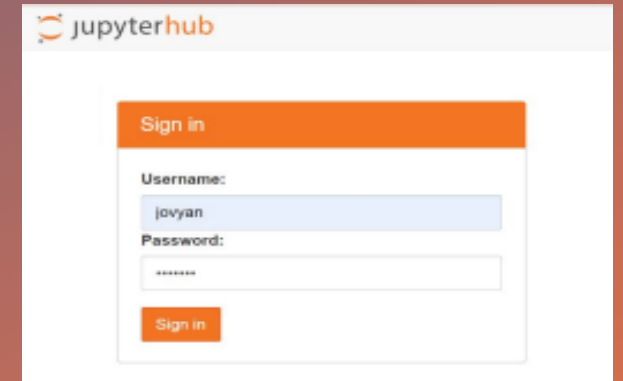 jupyterhub
Sign in
Username:
jovyan
Password:
•••••••
Sign in